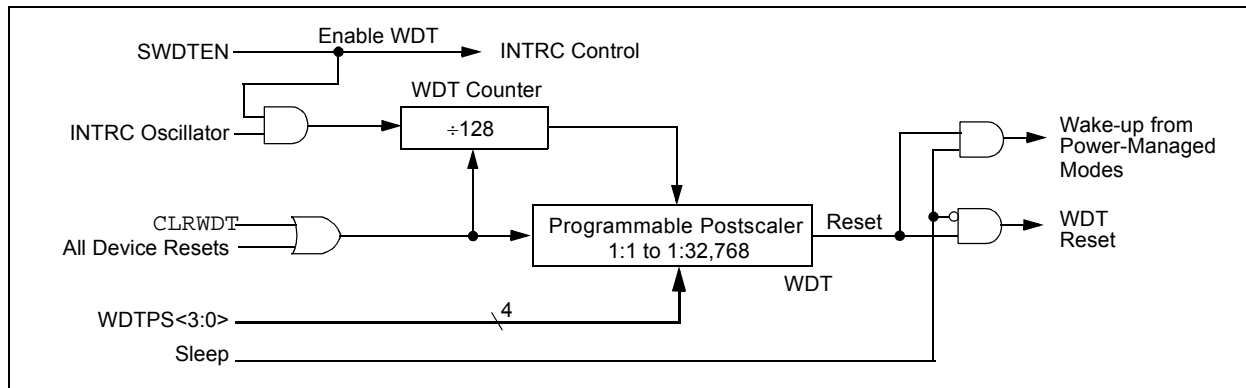 Enable WDT
SWDTEN
INTRC Control
WDT Counter
INTRC Oscillator
÷128
Wake-up from
Power-Managed
Modes
CLRWDT
All Device Resets
Programmable Postscaler
1:1 to 1:32,768
Reset
WDT
Reset
WDT
WDTPS<3:0>
4
Sleep